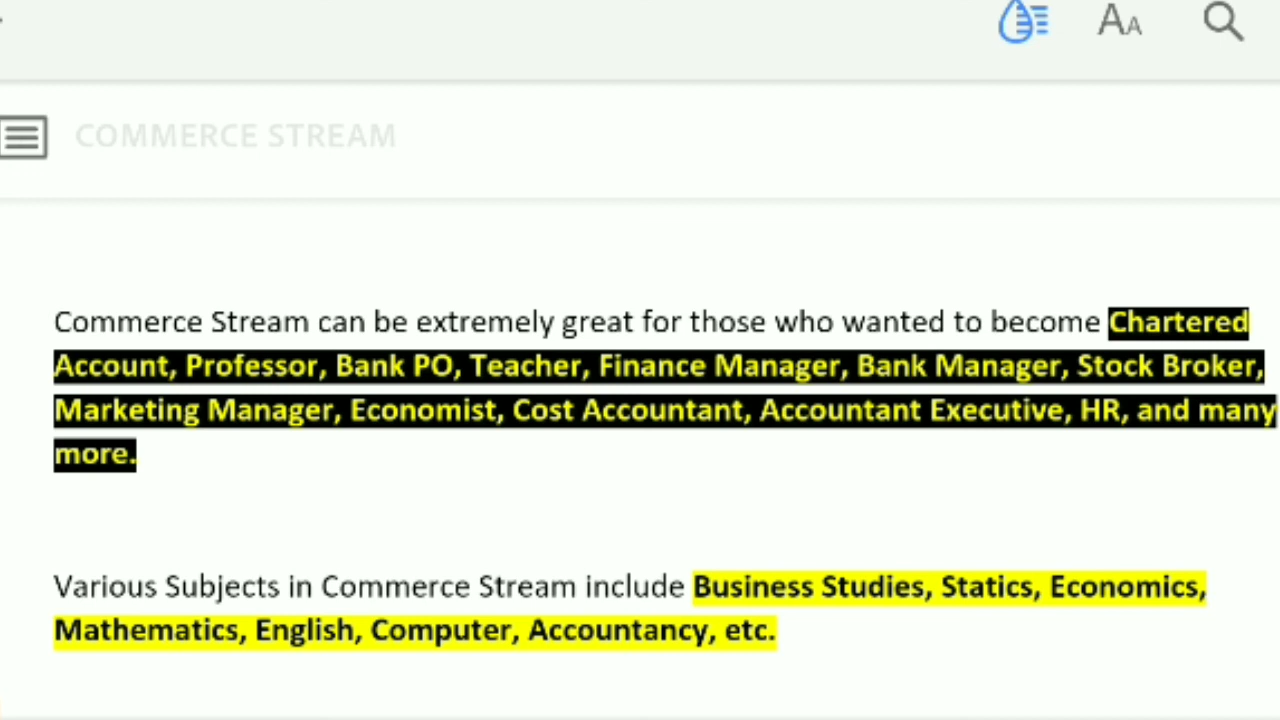 AA
COMMERCE STREAM
Commerce Stream can be extremely great for those who wanted to become Chartered
Account, Professor, Bank PO, Teacher, Finance Manager, Bank Manager, Stock Broker,
Marketing Manager, Economist, Cost Accountant, Accountant Executive, HR, and many
more.
Various Subjects in Commerce Stream include Business Studies, Statics, Economics,
Mathematics, English, Computer, Accountancy, etc.